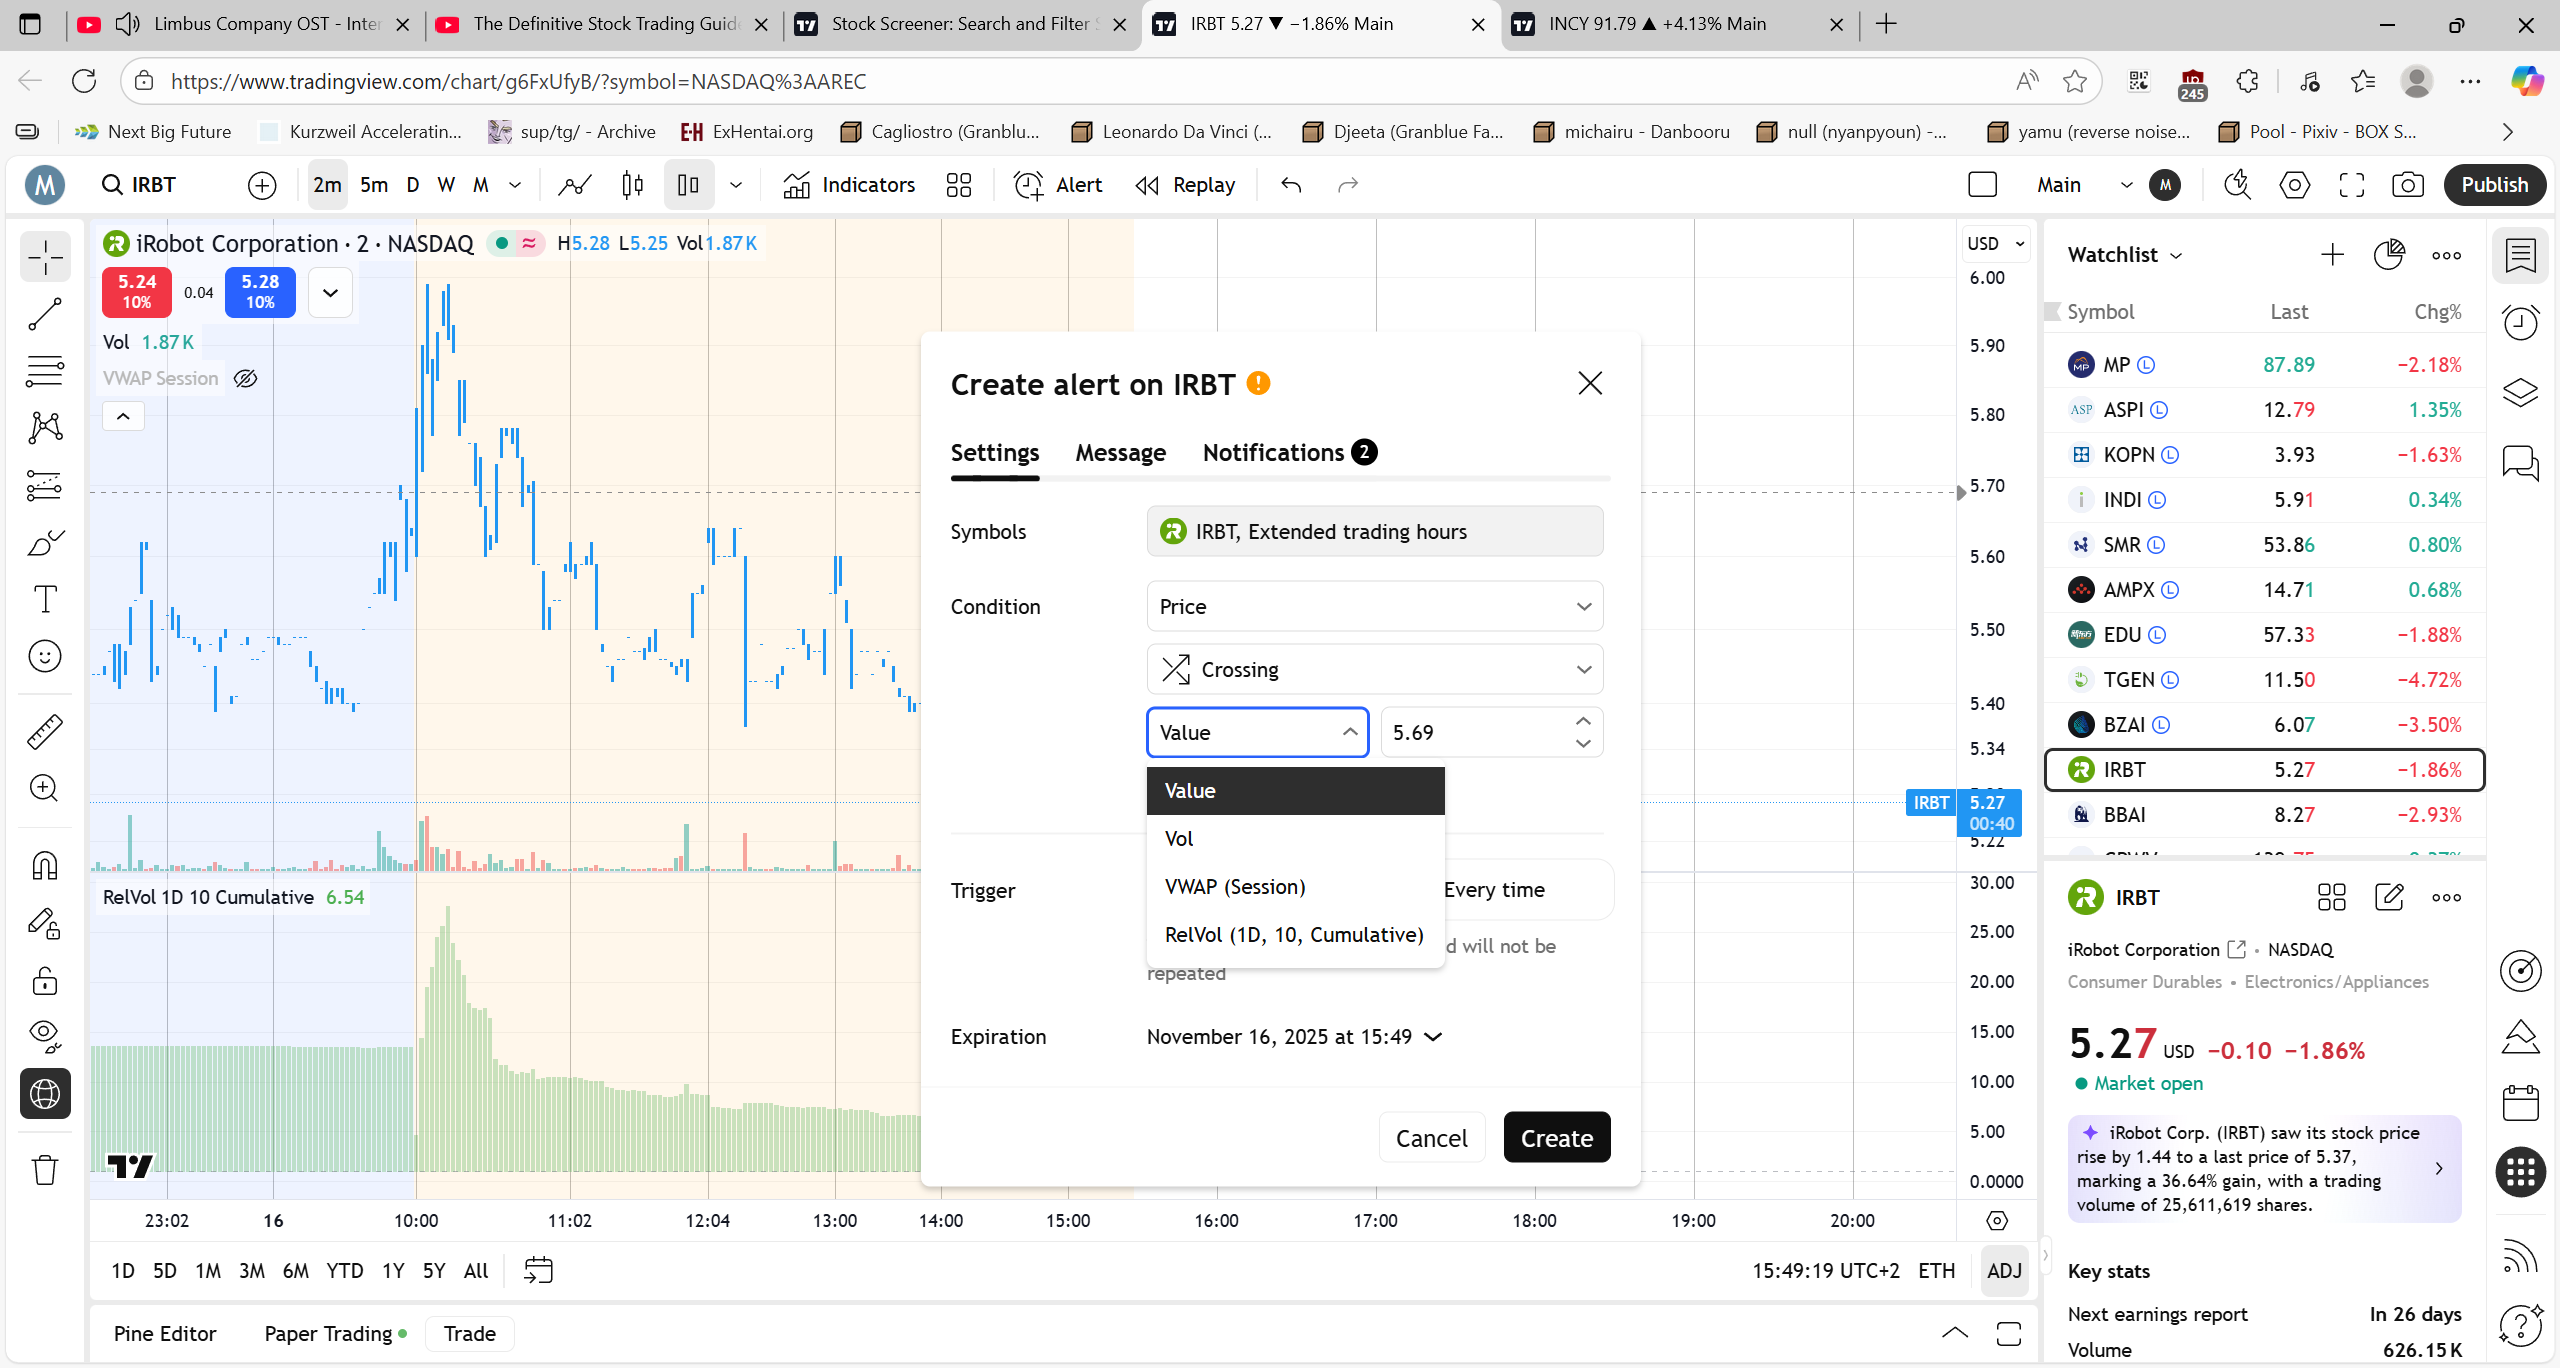 Limbus Company OST - Inter
The Definitive Stock Trading Guide
Stock Screener: Search and Filter S
IRBT 5.27 ▼ −1.86% Main
INCY 91.79 ▲ +4.13% Main
https://www.tradingview.com/chart/g6FxUfyB/?symbol=NASDAQ%3AAREC
245
Next Big Future
Kurzweil Acceleratin...
sup/tg/ - Archive
EH ExHentai.org
Cagliostro (Granblu...
Leonardo Da Vinci (...
Djeeta (Granblue Fa...
michairu - Danbooru
null (nyanpyoun) -...
yamu (reverse noise...
Pool - Pixiv - BOX S...
M
IRBT
2m 5m D W M
Indicators
Alert
Replay
Main
M
Publish
iRobot Corporation · 2 · NASDAQ
H5.28 L5.25 Vol1.87 K
5.24
10%
0.04
5.28
10%
Vol 1.87 K
VWAP Session
USD
6.00
5.90
5.80
5.70
5.60
5.50
5.40
5.34
IRBT 5.27
00:40
5.22
RelVol 1D 10 Cumulative 6.54
30.00
25.00
20.00
15.00
10.00
5.00
0.0000
Create alert on IRBT
Settings
Message
Notifications 2
Symbols
IRBT, Extended trading hours
Condition
Price
Crossing
Value
5.69
Value
Vol
VWAP (Session)
RelVol (1D, 10, Cumulative)
Trigger
Every time
d will not be
repeated
Expiration
November 16, 2025 at 15:49
Cancel
Create
23:02 16 10:00 11:02 12:04 13:00 14:00 15:00 16:00 17:00 18:00 19:00 20:00
1D 5D 1M 3M 6M YTD 1Y 5Y All
15:49:19 UTC+2
ETH
ADJ
Pine Editor
Paper Trading
Trade
Watchlist
Symbol Last Chg%
MP L 87.89 −2.18%
ASPI L 12.79 1.35%
KOPN L 3.93 −1.63%
INDI L 5.91 0.34%
SMR L 53.86 0.80%
AMPX L 14.71 0.68%
EDU L 57.33 −1.88%
TGEN L 11.50 −4.72%
BZAI L 6.07 −3.50%
IRBT 5.27 −1.86%
BBAI 8.27 −2.93%
IRBT
iRobot Corporation · NASDAQ
Consumer Durables • Electronics/Appliances
5.27 USD −0.10 −1.86%
Market open
iRobot Corp. (IRBT) saw its stock price
rise by 1.44 to a last price of 5.37,
marking a 36.64% gain, with a trading
volume of 25,611,619 shares.
Key stats
Next earnings report In 26 days
Volume 626.15 K